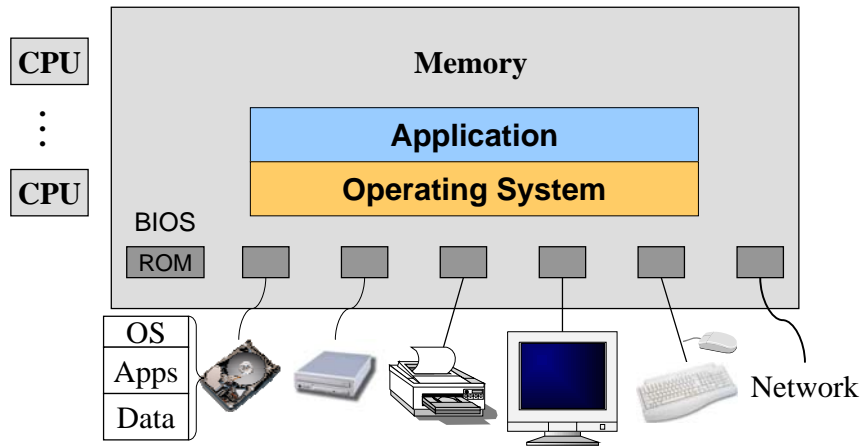 CPU
Memory
⋮
Application
CPU
Operating System
BIOS
ROM
OS
Apps
Data
Network